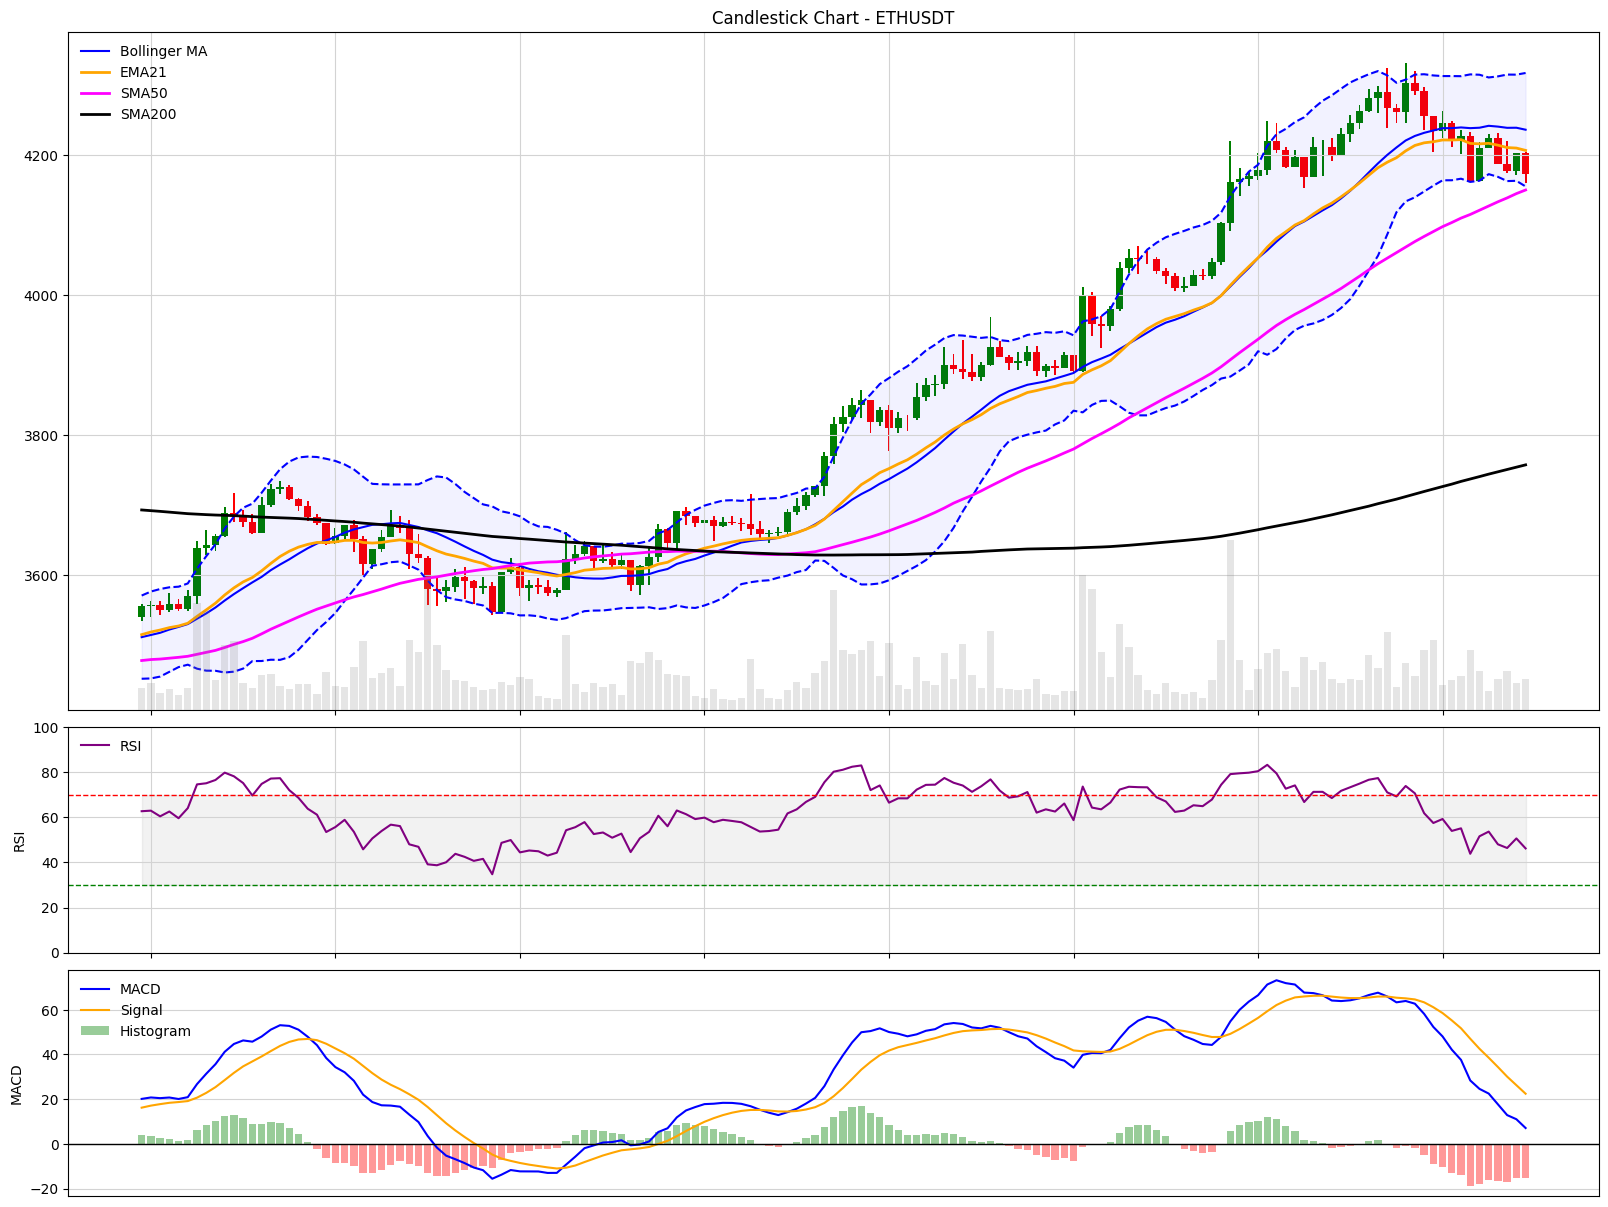 Candlestick Chart - ETHUSDT
Bollinger MA
EMA21
SMA50
SMA200
4200
4000
3800
3600
100
RSI
80
60
RSI
40
20
0
MACD
Signal
Histogram
60
40
MACD
20
0
−20